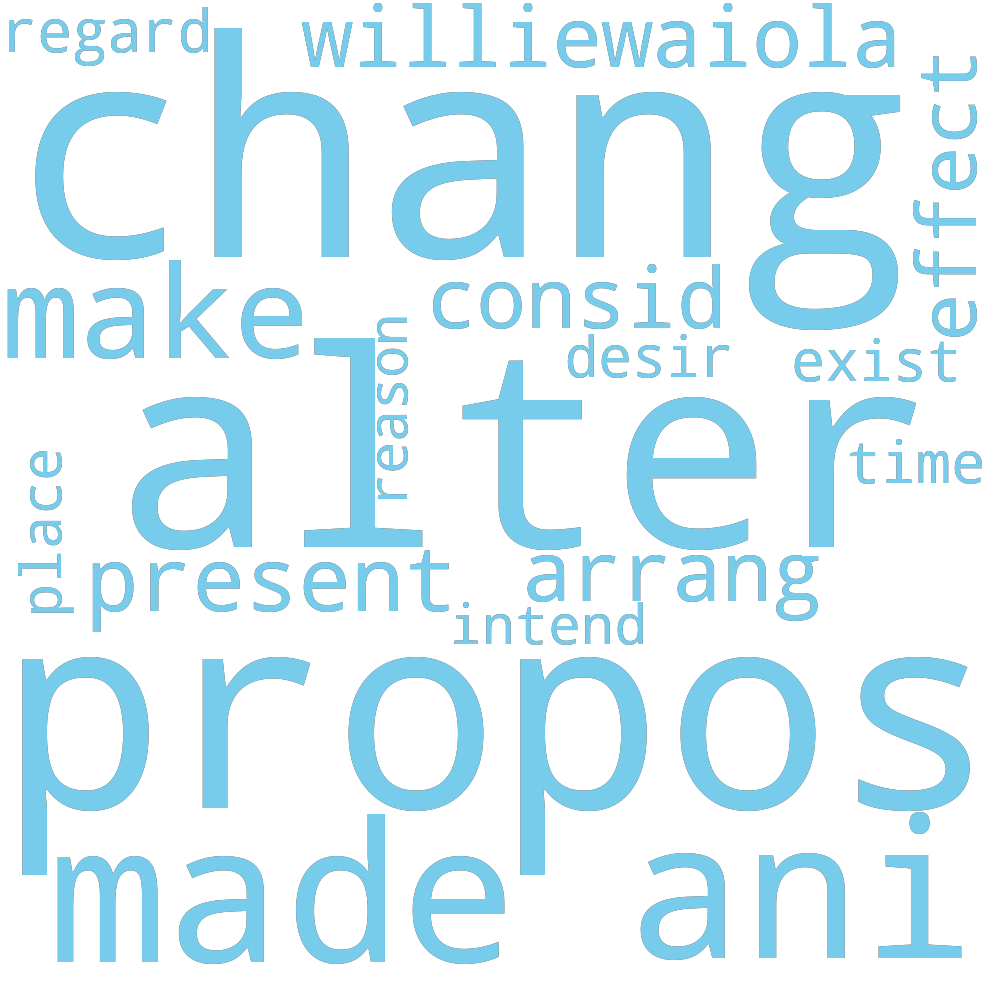 regard
williewaiola
chang
effect
make
consid
desir
exist
reason
alter
time
place
present
arrang
intend
propos
made
ani